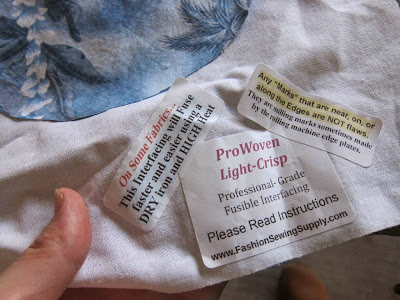 On Some Fabrics...
This interfacing will Fuse
faster and easier using a
DRY iron and HIGH Heat
Any "Marks" that are near, on, or
along the Edges are NOT flaws.
They are rolling marks sometimes made
by the rolling machine edge plates.
ProWoven
Light-Crisp
Professional- Grade
Fusible Interfacing
Please Read Instructions
www.FashionSewingSupply.com